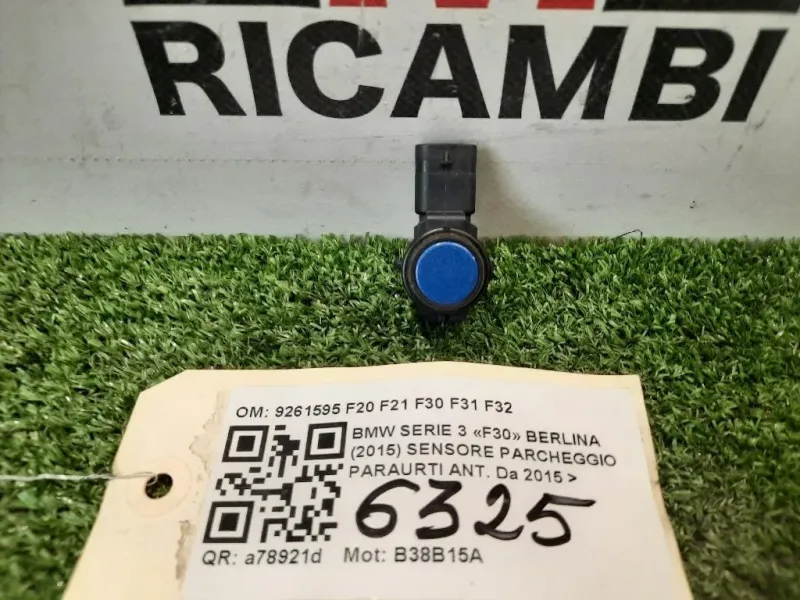 RICAMBI
OM: 9261595 F20 F21 F30 F31 F32
BMW SERIE 3 «F30» BERLINA
(2015) SENSORE PARCHEGGIO
PARAURTI ANT. Da 2015 >
6325
QR: a78921d Mot: B38B15A